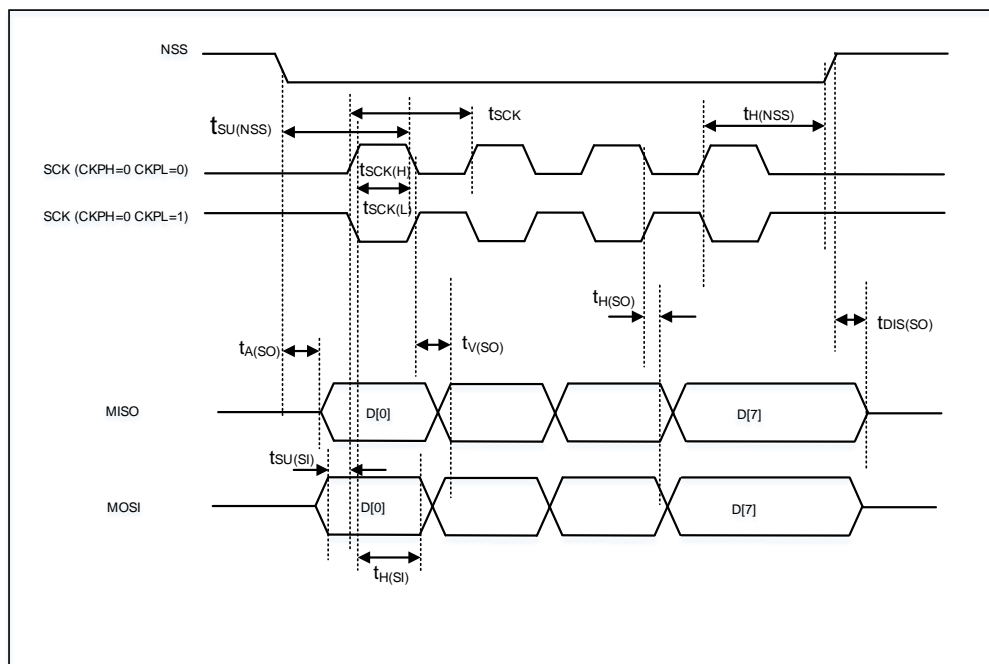 NSS
tSCK
tH(NSS)
tSU(NSS)
SCK (CKPH=0 CKPL=0)
tSCK(H)
tSCK(L)
SCK (CKPH=0 CKPL=1)
tH(SO)
tDIS(SO)
tA(SO)
tV(SO)
MISO
D[0]
D[7]
tSU(SI)
MOSI
D[0]
D[7]
tH(SI)